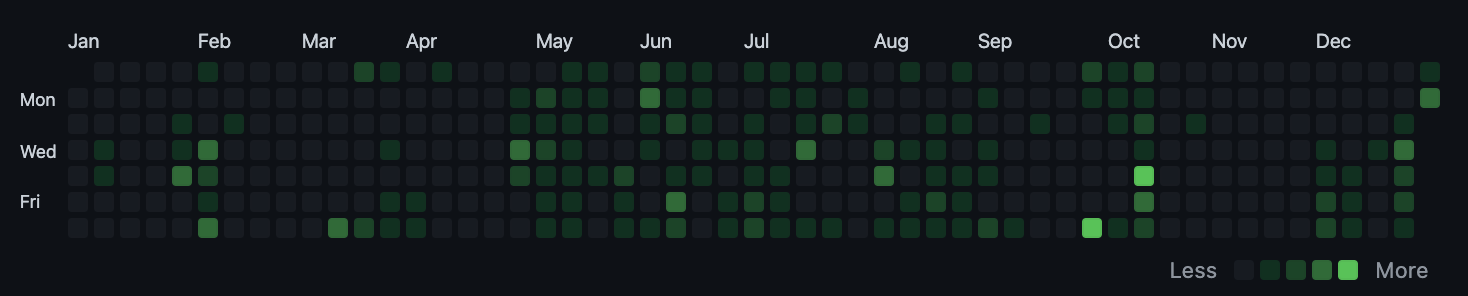 Jan Feb Mar Apr May Jun Jul Aug Sep Oct Nov Dec
Mon
Wed
Fri
Less More